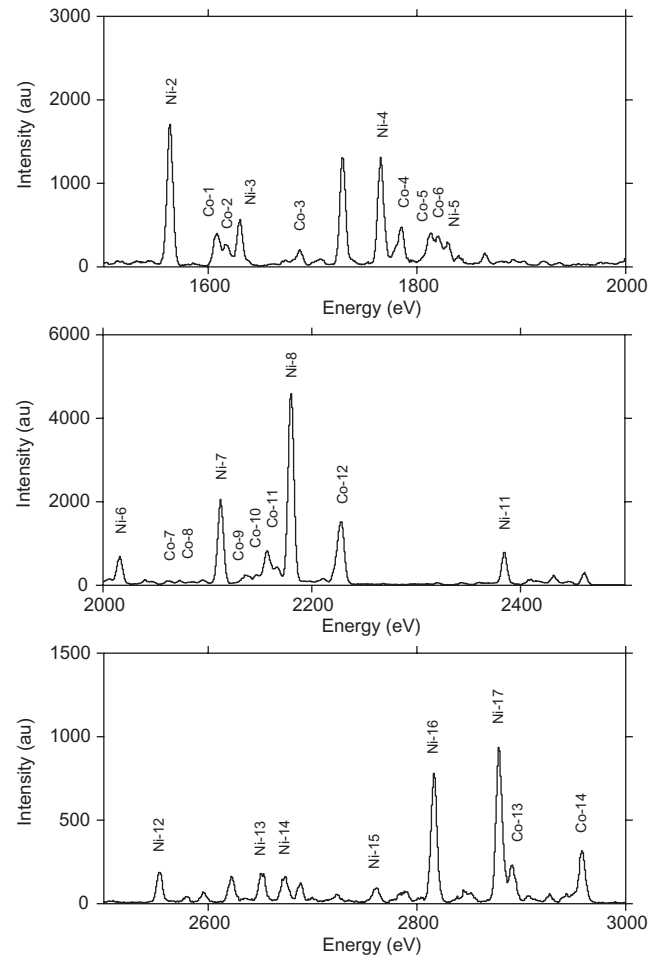 3000
2000
1000
0
Intensity (au)
Ni-2
Co-1
Co-2
Ni-3
Co-3
Ni-4
Co-4
Co-5
Co-6
Ni-5
1600
1800
2000
Energy (eV)
6000
4000
2000
0
Intensity (au)
Ni-6
Co-7
Co-8
Ni-7
Co-9
Co-10
Co-11
Ni-8
Co-12
Ni-11
2000
2200
2400
Energy (eV)
1500
1000
500
0
Intensity (au)
Ni-12
Ni-13
Ni-14
Ni-15
Ni-16
Ni-17
Co-13
Co-14
2600
2800
3000
Energy (eV)